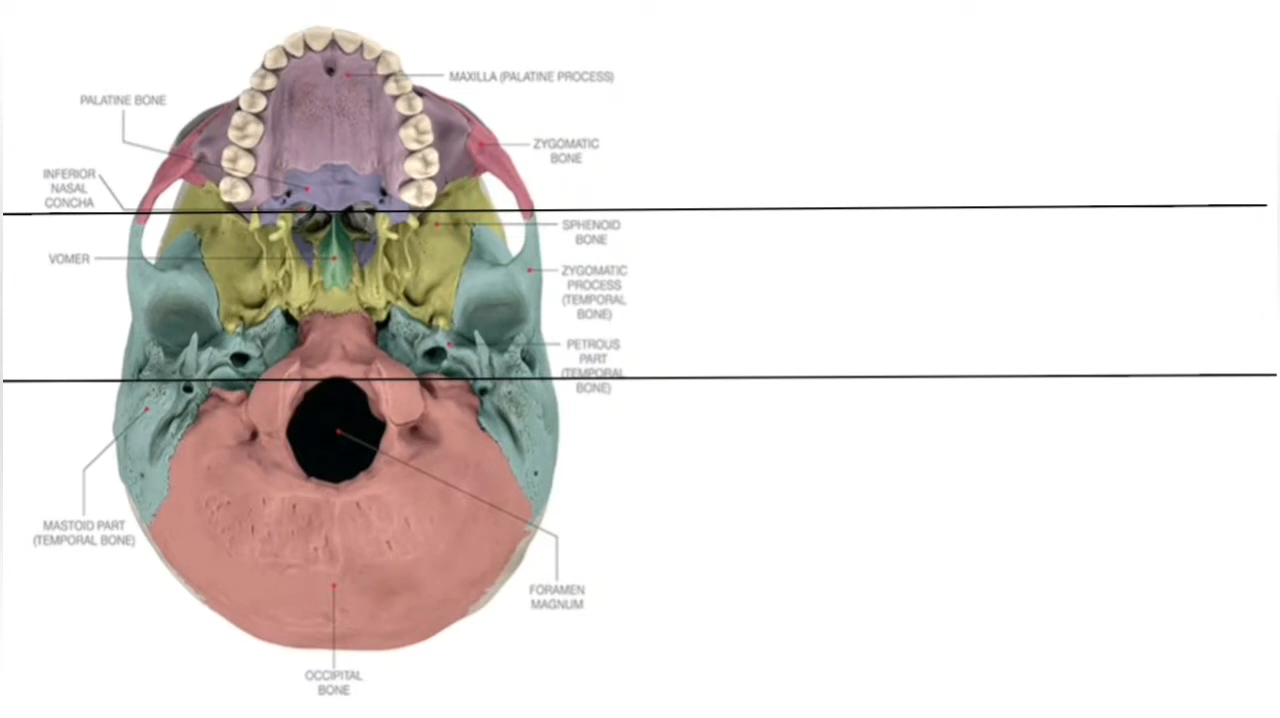 MAXILLA (PALATINE PROCESS)
PALATINE BONE
ZYGOMATIC
BONE
INFERIOR
NASAL
CONCHA
SPHENOID
BONE
VOMER
ZYGOMATIC
PROCESS
(TEMPORAL
BONE)
PETROUS
PART
(TEMPORAL
BONE)
MASTOID PART
(TEMPORAL BONE)
FORAMEN
MAGNUM
OCCIPITAL
BONE